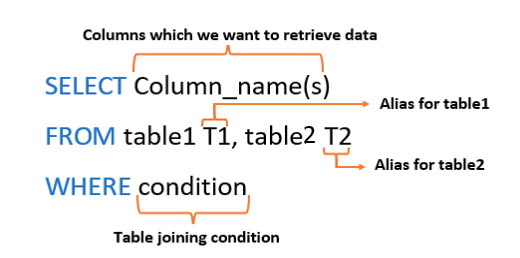 Columns which we want to retrieve data
SELECT Column_name(s)
Alias for table1
FROM table1 T1, table2 T2
Alias for table2
WHERE condition
Table joining condition